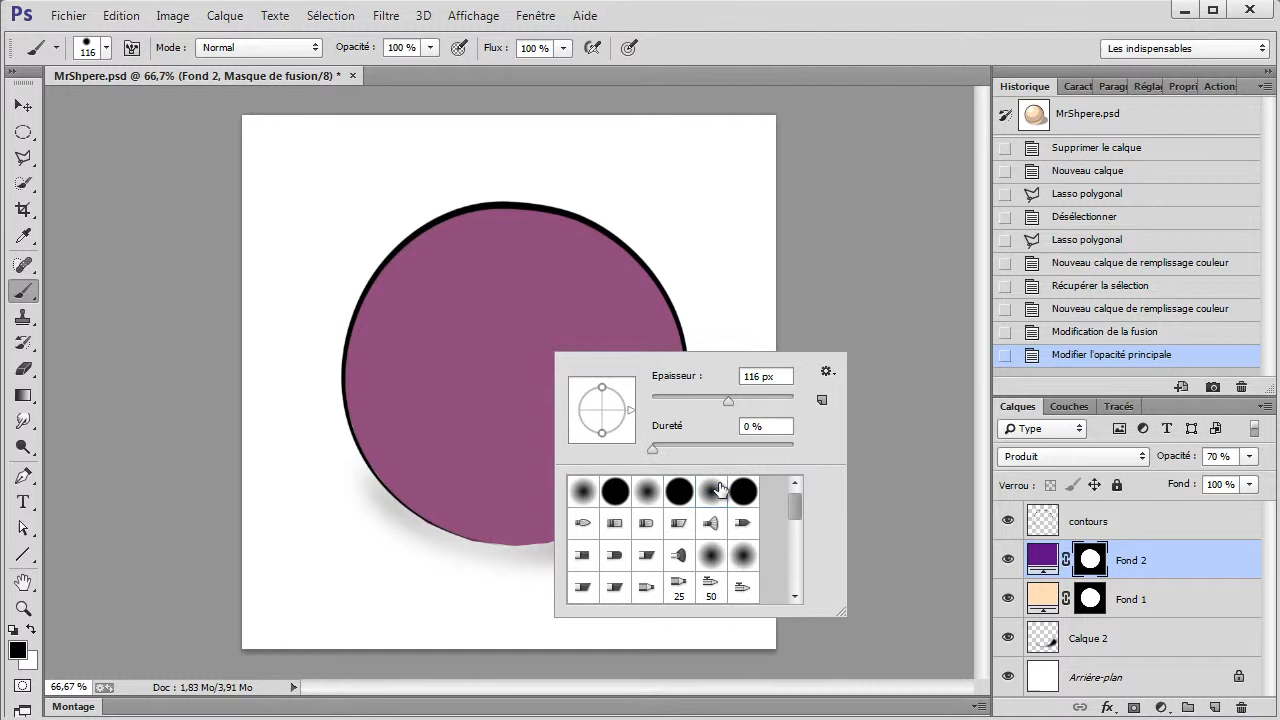 Ps Fichier Edition Image Calque Texte Sélection Filtre 3D Affichage Fenêtre Aide
116 Mode : Normal Opacité : 100 % Flux : 100 % Les indispensables
MrShpere.psd @ 66,7% (Fond 2, Masque de fusion/8) * ×
Historique Caract Paragr Réglag Propri Action
MrShpere.psd
Supprimer le calque
Nouveau calque
Lasso polygonal
Désélectionner
Lasso polygonal
Nouveau calque de remplissage couleur
Récupérer la sélection
Nouveau calque de remplissage couleur
Modification de la fusion
Modifier l'opacité principale
Epaisseur : 116 px
Dureté 0 %
25 50
Calques Couches Tracés
Type
Produit Opacité : 70 %
Verrou : Fond : 100 %
contours
Fond 2
Fond 1
Calque 2
Arrière-plan
66,67 % Doc : 1,83 Mo/3,91 Mo
Montage